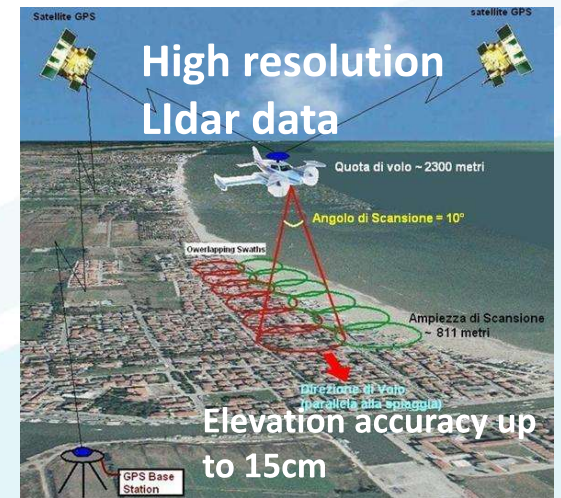 Satellite GPS
satellite GPS
High resolution
LIdar data
Quota di volo ~ 2300 metri
Angolo di Scansione = 10°
Owerlapping Swaths
Ampiezza di Scansione
~ 811 metri
Direzione di Volo
(parallela alla spiaggia)
Elevation accuracy up
to 15cm
GPS Base
Station